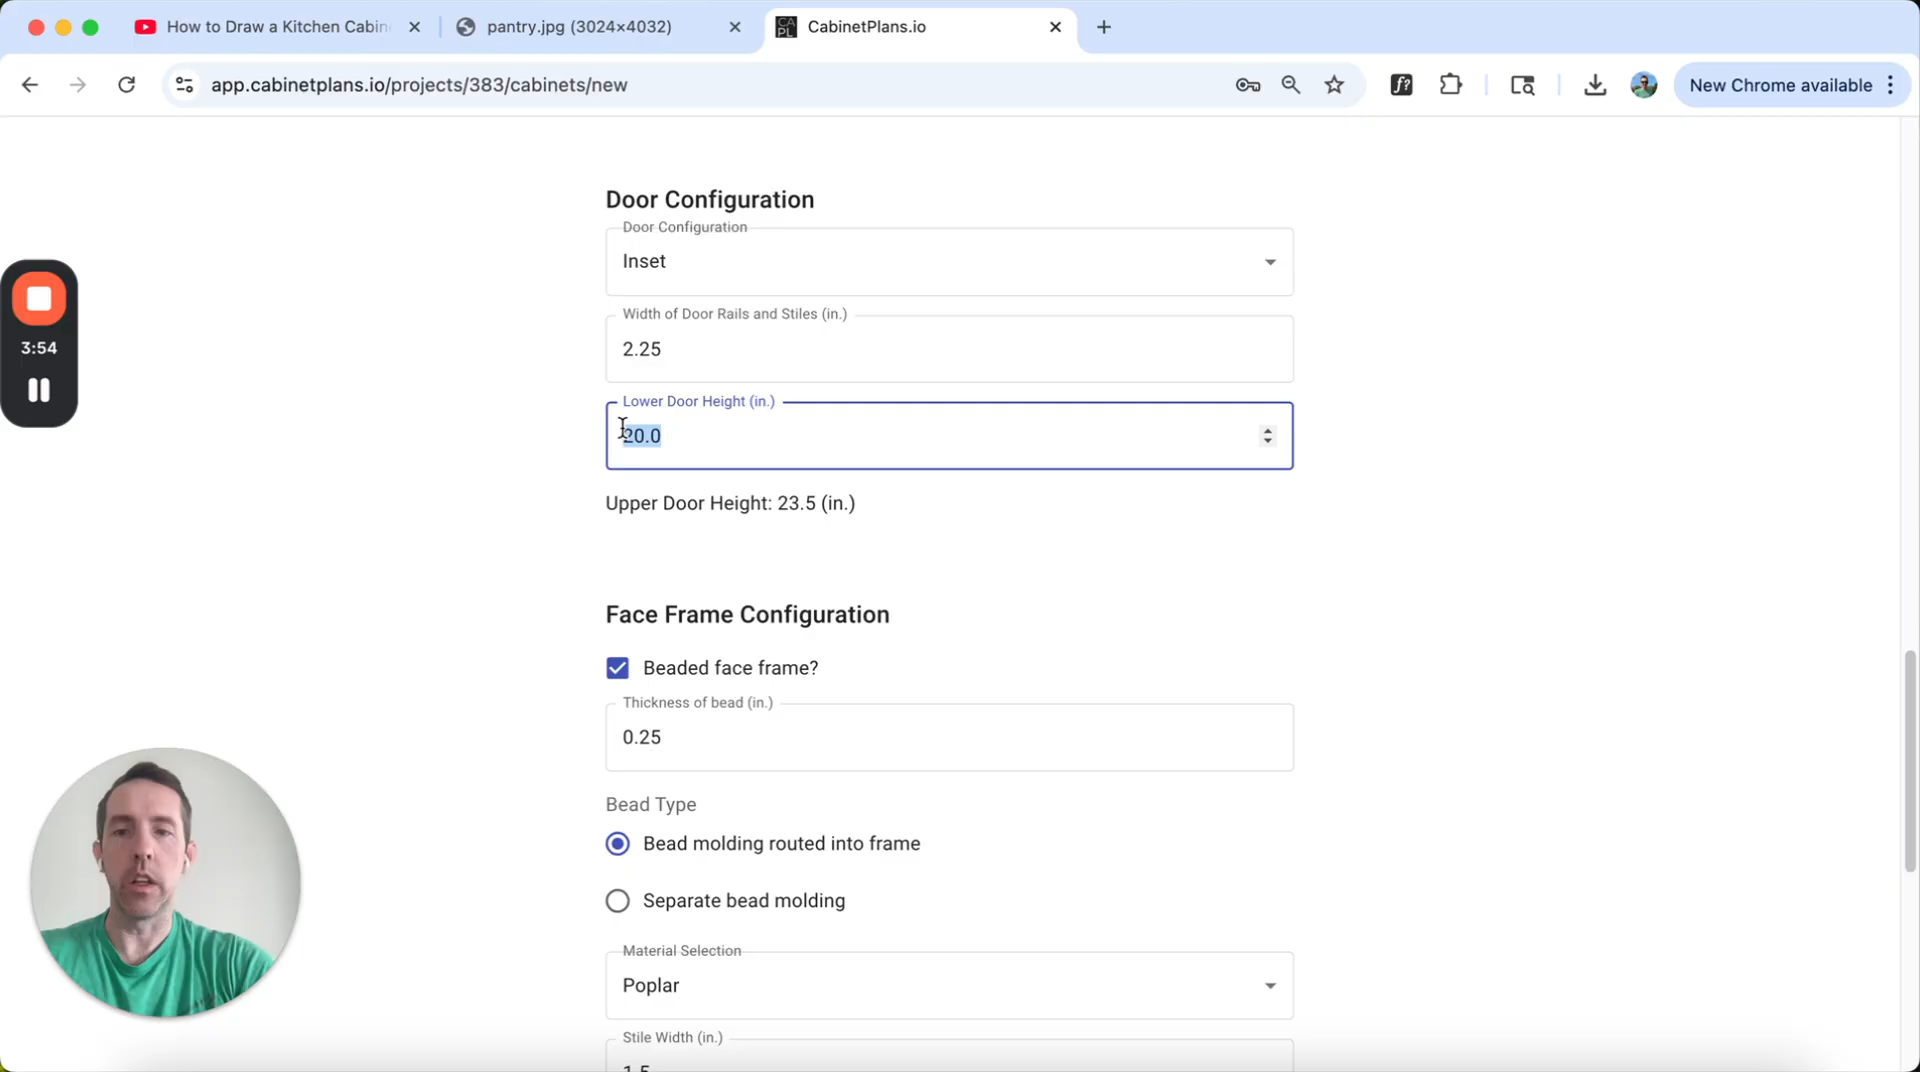 How to Draw a Kitchen Cabin
pantry.jpg (3024×4032)
CA
PL
CabinetPlans.io
app.cabinetplans.io/projects/383/cabinets/new
f?
New Chrome available
Door Configuration
Door Configuration
Inset
Width of Door Rails and Stiles (in.)
2.25
Lower Door Height (in.)
20.0
3:54
Upper Door Height: 23.5 (in.)
Face Frame Configuration
Beaded face frame?
Thickness of bead (in.)
0.25
Bead Type
Bead molding routed into frame
Separate bead molding
Material Selection
Poplar
Stile Width (in.)
1.5